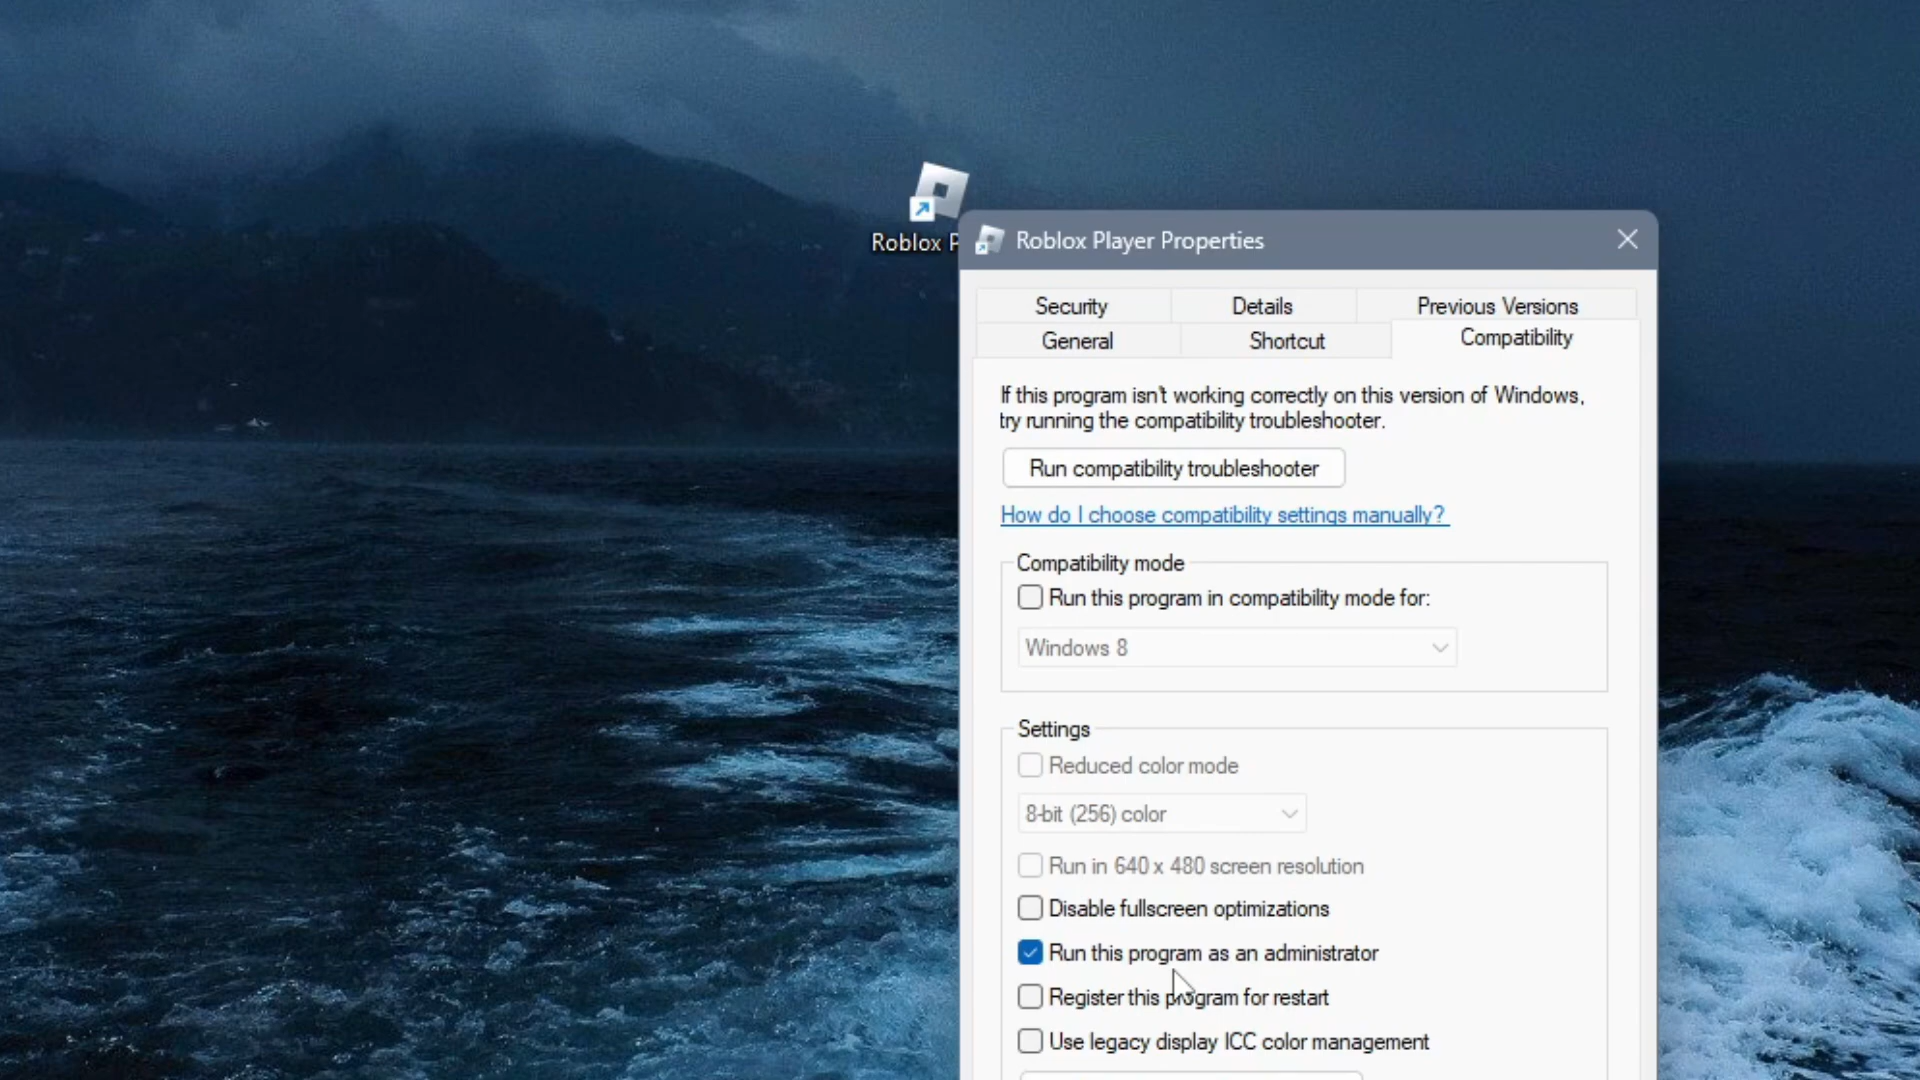 Roblox P
Roblox Player Properties
Security Details Previous Versions
General Shortcut Compatibility
If this program isn't working correctly on this version of Windows,
try running the compatibility troubleshooter.
Run compatibility troubleshooter
How do I choose compatibility settings manually?
Compatibility mode
Run this program in compatibility mode for:
Windows 8
Settings
Reduced color mode
8-bit (256) color
Run in 640 x 480 screen resolution
Disable fullscreen optimizations
Run this program as an administrator
Register this program for restart
Use legacy display ICC color management